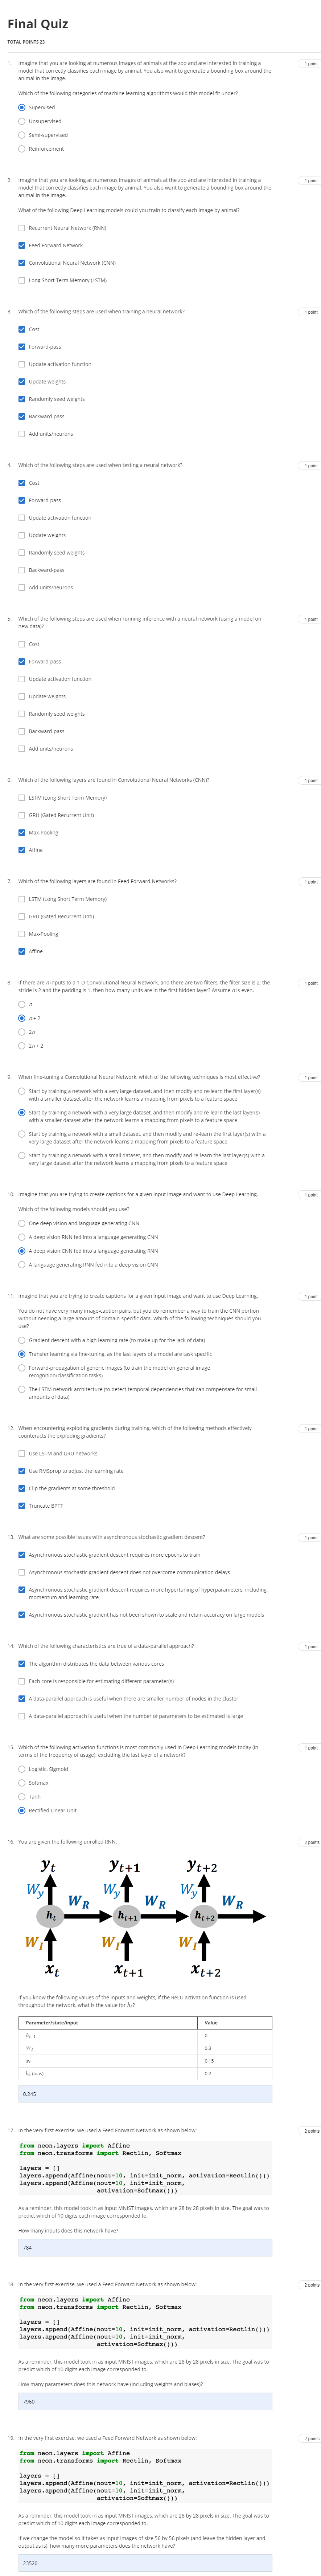 Final Quiz
TOTAL POINTS 23
1. Imagine that you are looking at numerous images of animals at the zoo and are interested in training a
model that correctly classifies each image by animal. You also want to generate a bounding box around the
animal in the image.
1 point
Which of the following categories of machine learning algorithms would this model fit under?
Supervised
Unsupervised
Semi-supervised
Reinforcement
2. Imagine that you are looking at numerous images of animals at the zoo and are interested in training a
model that correctly classifies each image by animal. You also want to generate a bounding box around the
animal in the image.
1 point
What of the following Deep Learning models could you train to classify each image by animal?
Recurrent Neural Network (RNN)
Feed Forward Network
Convolutional Neural Network (CNN)
Long Short Term Memory (LSTM)
3. Which of the following steps are used when training a neural network?
1 point
Cost
Forward-pass
Update activation function
Update weights
Randomly seed weights
Backward-pass
Add units/neurons
4. Which of the following steps are used when testing a neural network?
1 point
Cost
Forward-pass
Update activation function
Update weights
Randomly seed weights
Backward-pass
Add units/neurons
5. Which of the following steps are used when running inference with a neural network (using a model on
new data)?
1 point
Cost
Forward-pass
Update activation function
Update weights
Randomly seed weights
Backward-pass
Add units/neurons
6. Which of the following layers are found in Convolutional Neural Networks (CNN)?
1 point
LSTM (Long Short Term Memory)
GRU (Gated Recurrent Unit)
Max-Pooling
Affine
7. Which of the following layers are found in Feed Forward Networks?
1 point
LSTM (Long Short Term Memory)
GRU (Gated Recurrent Unit)
Max-Pooling
Affine
8. If there are n inputs to a 1-D Convolutional Neural Network, and there are two filters, the filter size is 2, the
stride is 2 and the padding is 1, then how many units are in the first hidden layer? Assume n is even.
1 point
n
n + 2
2n
2n + 2
9. When fine-tuning a Convolutional Neural Network, which of the following techniques is most effective?
1 point
Start by training a network with a very large dataset, and then modify and re-learn the first layer(s)
with a smaller dataset after the network learns a mapping from pixels to a feature space
Start by training a network with a very large dataset, and then modify and re-learn the last layer(s)
with a smaller dataset after the network learns a mapping from pixels to a feature space
Start by training a network with a small dataset, and then modify and re-learn the first layer(s) with a
very large dataset after the network learns a mapping from pixels to a feature space
Start by training a network with a small dataset, and then modify and re-learn the last layer(s) with a
very large dataset after the network learns a mapping from pixels to a feature space
10. Imagine that you are trying to create captions for a given input image and want to use Deep Learning.
1 point
Which of the following models should you use?
One deep vision and language generating CNN
A deep vision RNN fed into a language generating CNN
A deep vision CNN fed into a language generating RNN
A language generating RNN fed into a deep vision CNN
11. Imagine that you are trying to create captions for a given input image and want to use Deep Learning.
1 point
You do not have very many image-caption pairs, but you do remember a way to train the CNN portion
without needing a large amount of domain-specific data. Which of the following techniques should you
use?
Gradient descent with a high learning rate (to make up for the lack of data)
Transfer learning via fine-tuning, as the last layers of a model are task-specific
Forward-propagation of generic images (to train the model on general image
recognition/classification tasks)
The LSTM network architecture (to detect temporal dependencies that can compensate for small
amounts of data)
12. When encountering exploding gradients during training, which of the following methods effectively
counteracts the exploding gradients?
1 point
Use LSTM and GRU networks
Use RMSprop to adjust the learning rate
Clip the gradients at some threshold
Truncate BPTT
13. What are some possible issues with asynchronous stochastic gradient descent?
1 point
Asynchronous stochastic gradient descent requires more epochs to train
Asynchronous stochastic gradient descent does not overcome communication delays
Asynchronous stochastic gradient descent requires more hypertuning of hyperparameters, including
momentum and learning rate
Asynchronous stochastic gradient has not been shown to scale and retain accuracy on large models
14. Which of the following characteristics are true of a data-parallel approach?
1 point
The algorithm distributes the data between various cores
Each core is responsible for estimating different parameter(s)
A data-parallel approach is useful when there are smaller number of nodes in the cluster
A data-parallel approach is useful when the number of parameters to be estimated is large
15. Which of the following activation functions is most commonly used in Deep Learning models today (in
terms of the frequency of usage), excluding the last layer of a network?
1 point
Logistic, Sigmoid
Softmax
Tanh
Rectified Linear Unit
16. You are given the following unrolled RNN:
2 points
y_t y_{t+1} y_{t+2}
W_y W_y W_y
W_R W_R W_R
h_t h_{t+1} h_{t+2}
W_I W_I W_I
x_t x_{t+1} x_{t+2}
If you know the following values of the inputs and weights, if the ReLU activation function is used
throughout the network, what is the value for h_t?
Parameter/state/input Value
h_{t−1} 0
W_I 0.3
x_t 0.15
b_0 (bias) 0.2
0.245
17. In the very first exercise, we used a Feed Forward Network as shown below:
2 points
from neon.layers import Affine
from neon.transforms import Rectlin, Softmax
layers = []
layers.append(Affine(nout=10, init=init_norm, activation=Rectlin()))
layers.append(Affine(nout=10, init=init_norm,
activation=Softmax()))
As a reminder, this model took in as input MNIST images, which are 28 by 28 pixels in size. The goal was to
predict which of 10 digits each image corresponded to.
How many inputs does this network have?
784
18. In the very first exercise, we used a Feed Forward Network as shown below:
2 points
from neon.layers import Affine
from neon.transforms import Rectlin, Softmax
layers = []
layers.append(Affine(nout=10, init=init_norm, activation=Rectlin()))
layers.append(Affine(nout=10, init=init_norm,
activation=Softmax()))
As a reminder, this model took in as input MNIST images, which are 28 by 28 pixels in size. The goal was to
predict which of 10 digits each image corresponded to.
How many parameters does this network have (including weights and biases)?
7960
19. In the very first exercise, we used a Feed Forward Network as shown below:
2 points
from neon.layers import Affine
from neon.transforms import Rectlin, Softmax
layers = []
layers.append(Affine(nout=10, init=init_norm, activation=Rectlin()))
layers.append(Affine(nout=10, init=init_norm,
activation=Softmax()))
As a reminder, this model took in as input MNIST images, which are 28 by 28 pixels in size. The goal was to
predict which of 10 digits each image corresponded to.
If we change the model so it takes as input images of size 56 by 56 pixels (and leave the hidden layer and
output as is), how many more parameters does the network have?
23520